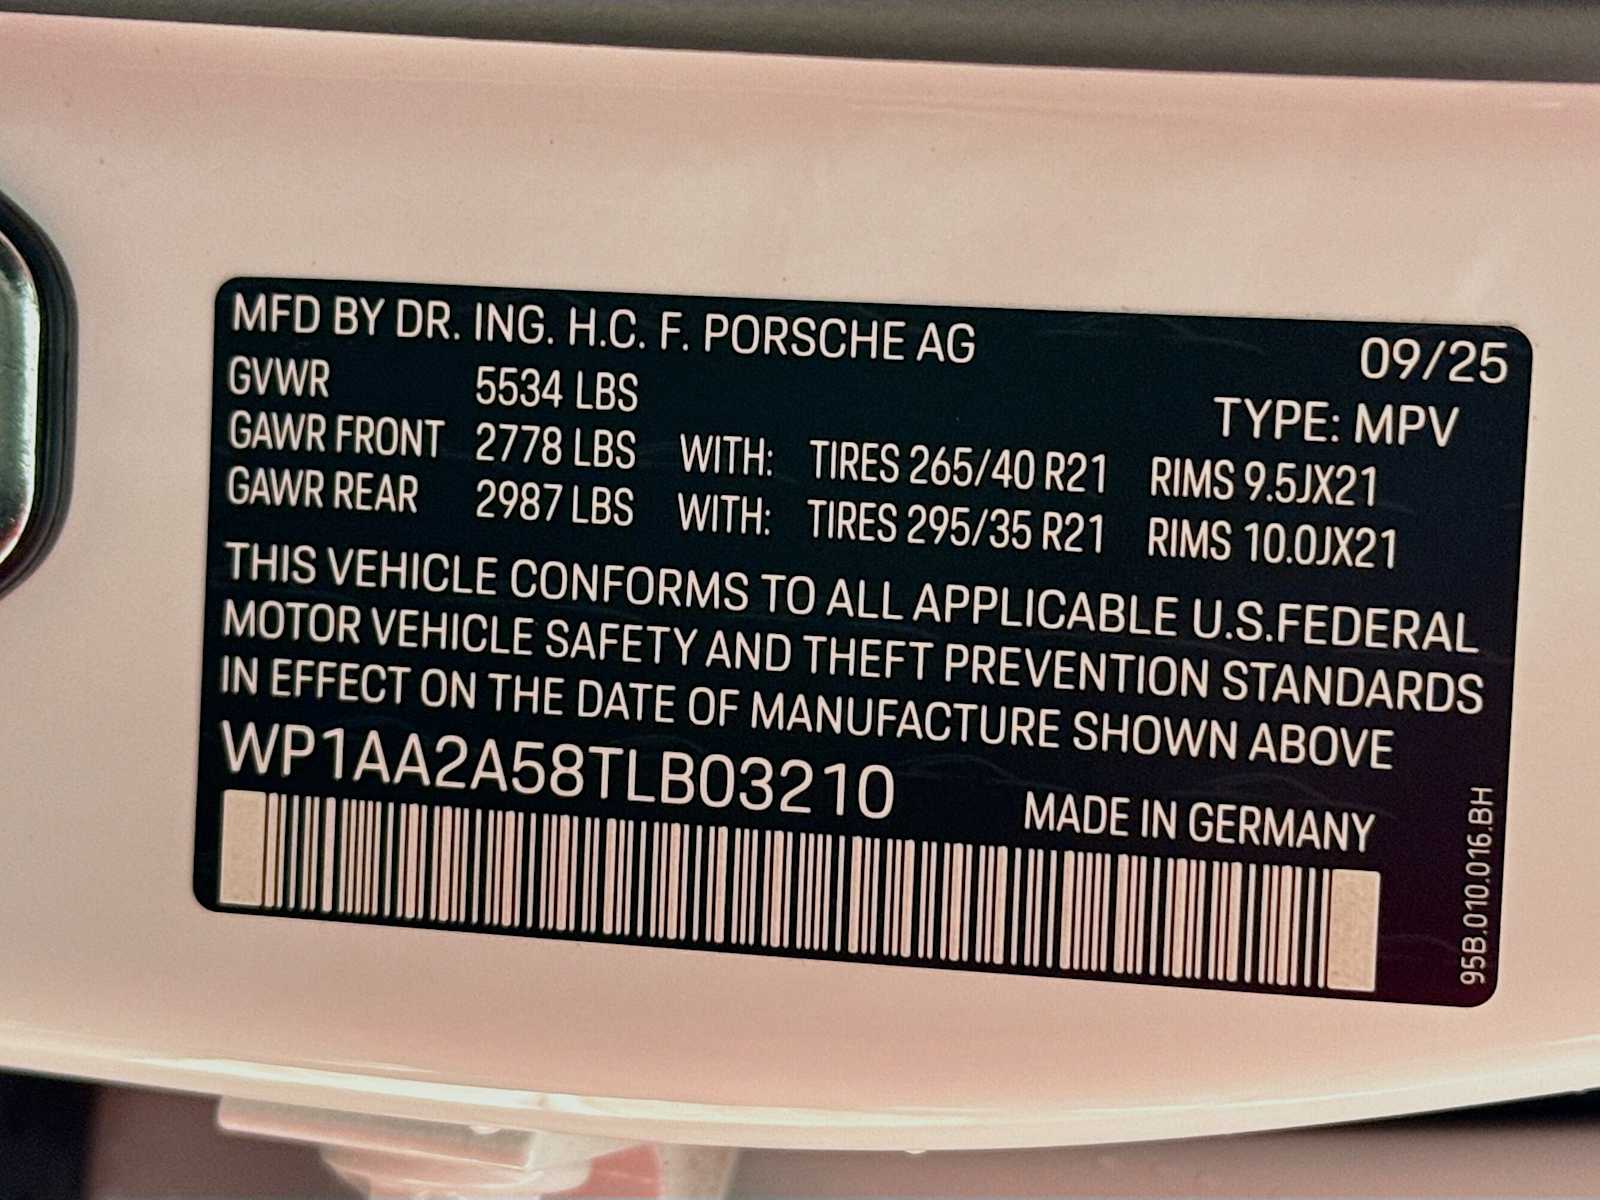 MFD BY DR. ING. H.C. F. PORSCHE AG 09/25
GVWR 5534 LBS TYPE: MPV
GAWR FRONT 2778 LBS WITH: TIRES 265/40 R21 RIMS 9.5JX21
GAWR REAR 2987 LBS WITH: TIRES 295/35 R21 RIMS 10.0JX21
THIS VEHICLE CONFORMS TO ALL APPLICABLE U.S.FEDERAL
MOTOR VEHICLE SAFETY AND THEFT PREVENTION STANDARDS
IN EFFECT ON THE DATE OF MANUFACTURE SHOWN ABOVE
WP1AA2A58TLB03210
MADE IN GERMANY
95B.010.016.BH